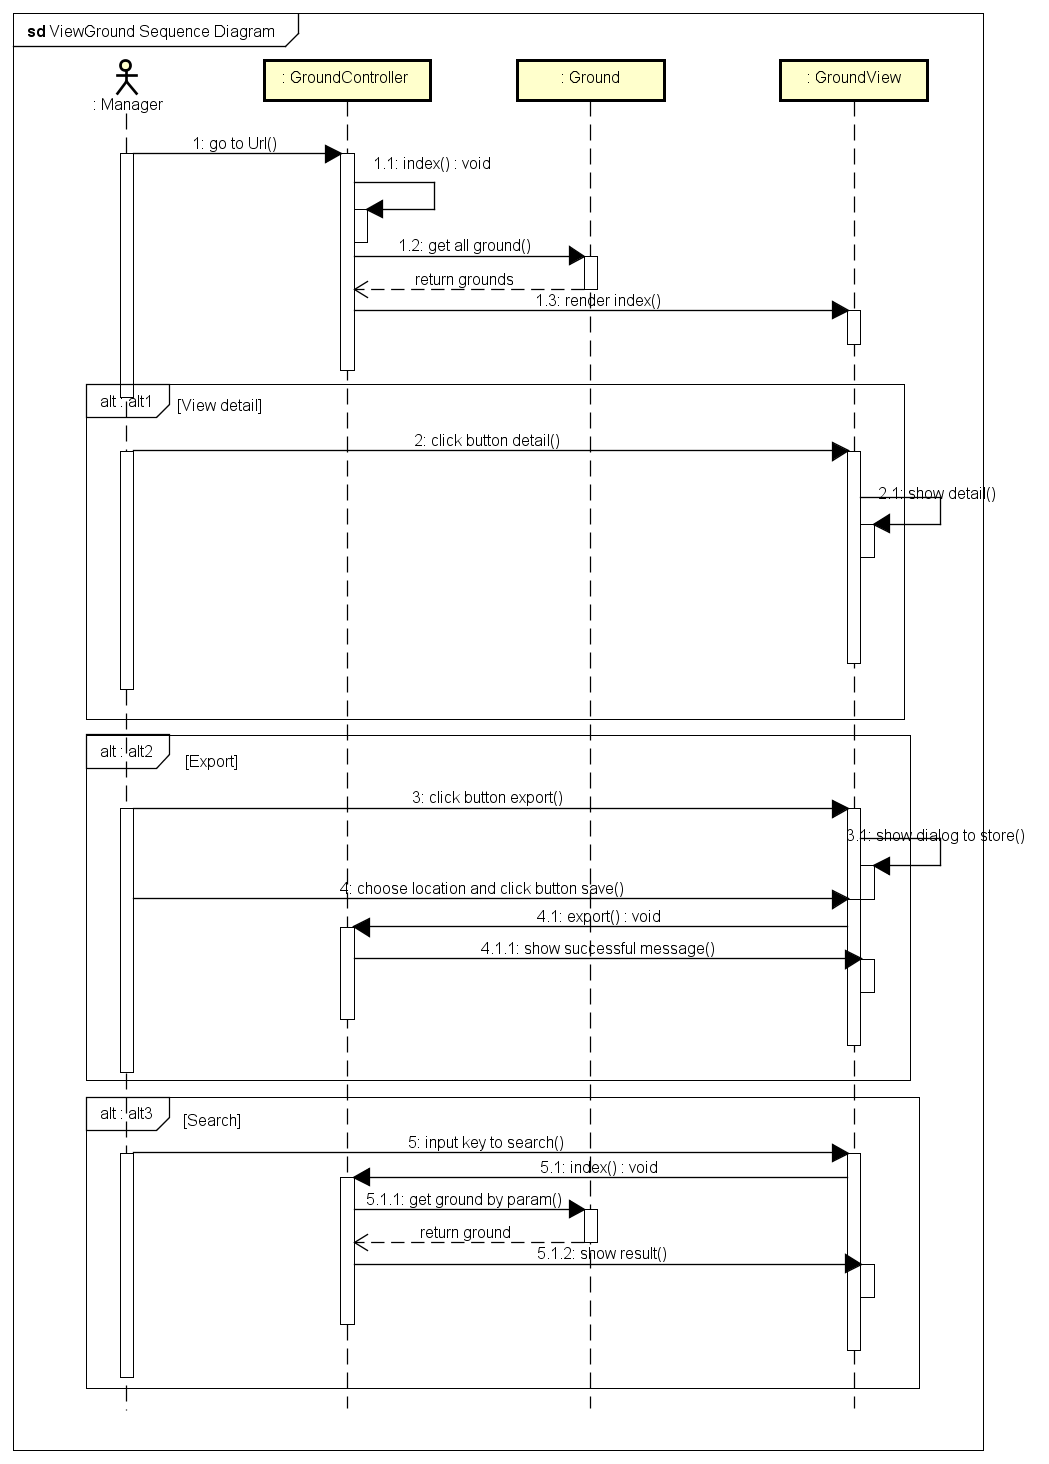 sd ViewGround Sequence Diagram
: Manager
: GroundController
: Ground
: GroundView
1: go to Url()
1.1: index() : void
1.2: get all ground()
return grounds
1.3: render index()
alt : alt1
[View detail]
2: click button detail()
2.1: show detail()
alt : alt2
[Export]
3: click button export()
3.1: show dialog to store()
4: choose location and click button save()
4.1: export() : void
4.1.1: show successful message()
alt : alt3
[Search]
5: input key to search()
5.1: index() : void
5.1.1: get ground by param()
return ground
5.1.2: show result()